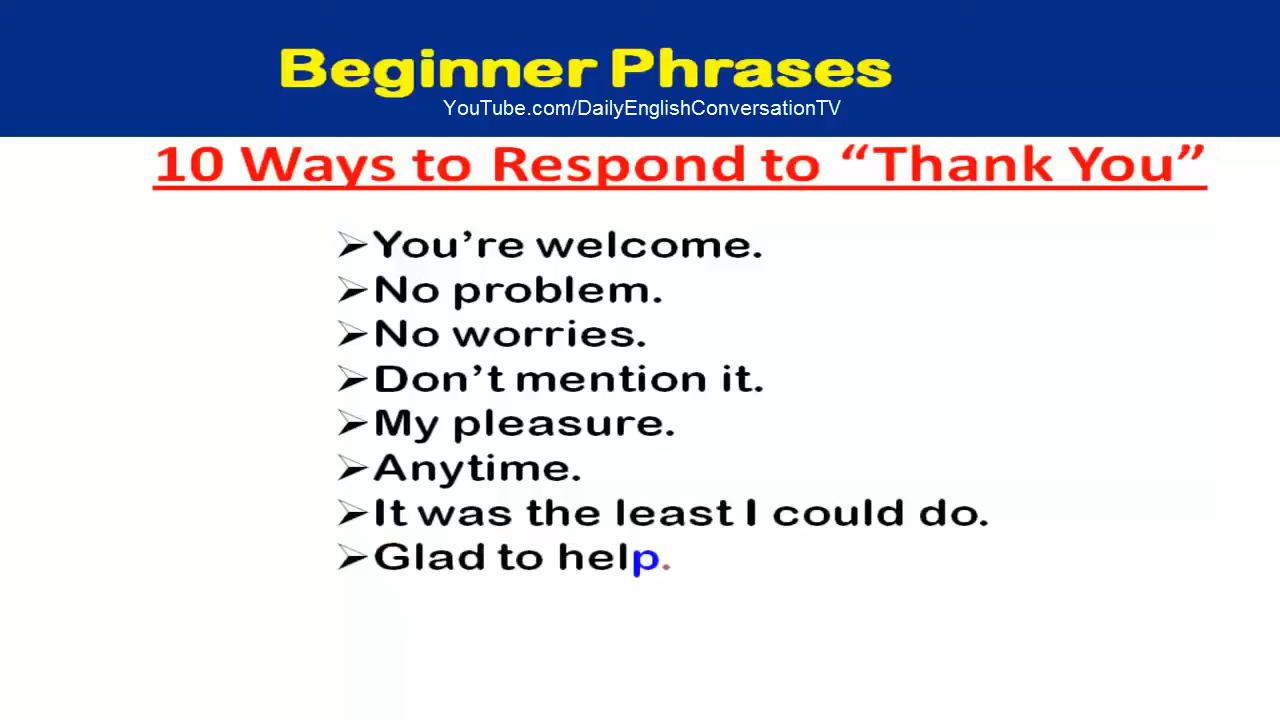 Beginner Phrases
YouTube.com/DailyEnglishConversationTV
10 Ways to Respond to “Thank You”
➢You’re welcome.
➢No problem.
➢No worries.
➢Don’t mention it.
➢My pleasure.
➢Anytime.
➢It was the least I could do.
➢Glad to help.